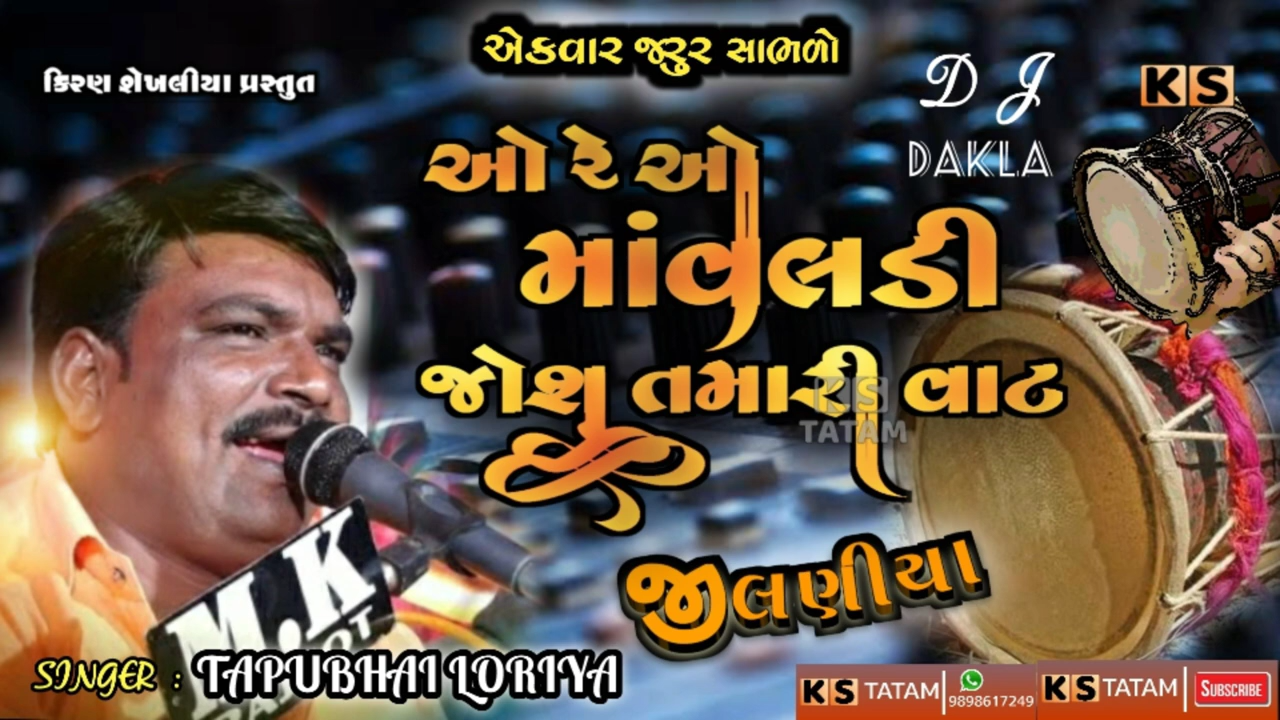 એકવાર જરુર સાભળો
કિરણ શેખલીયા પ્રસ્તુત
D J
DAKLA
KS
ઓ રે ઓ
માંવલડી
જોશુ તમારી વાટ
KS
TATAM
જીલણીયા
M.K
SINGER : TAPUBHAI LORIYA
KS TATAM
9898617249
KS TATAM
SUBSCRIBE